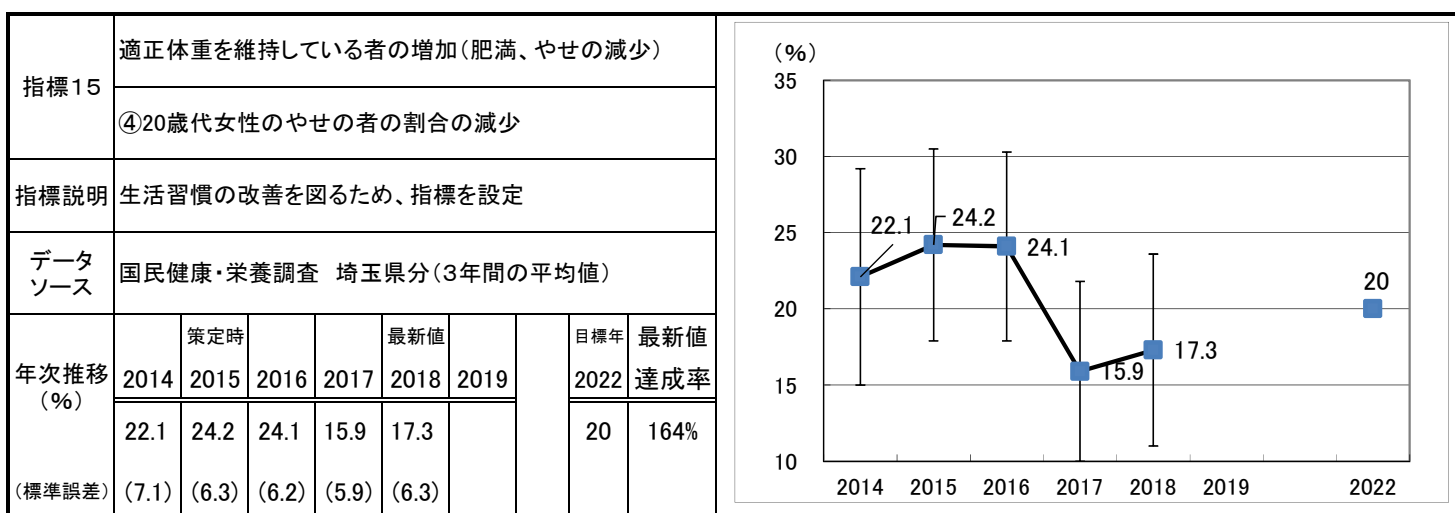 指標15
適正体重を維持している者の増加(肥満、やせの減少)
④20歳代女性のやせの者の割合の減少
指標説明
生活習慣の改善を図るため、指標を設定
データ
ソース
国民健康・栄養調査 埼玉県分(3年間の平均値)
年次推移
(%)
策定時 最新値 目標年 最新値
2014 2015 2016 2017 2018 2019 2022 達成率
22.1 24.2 24.1 15.9 17.3 20 164%
(標準誤差) (7.1) (6.3) (6.2) (5.9) (6.3)
(%)
35
30
25
20
15
10
22.1
24.2
24.1
15.9
17.3
20
2014 2015 2016 2017 2018 2019 2022